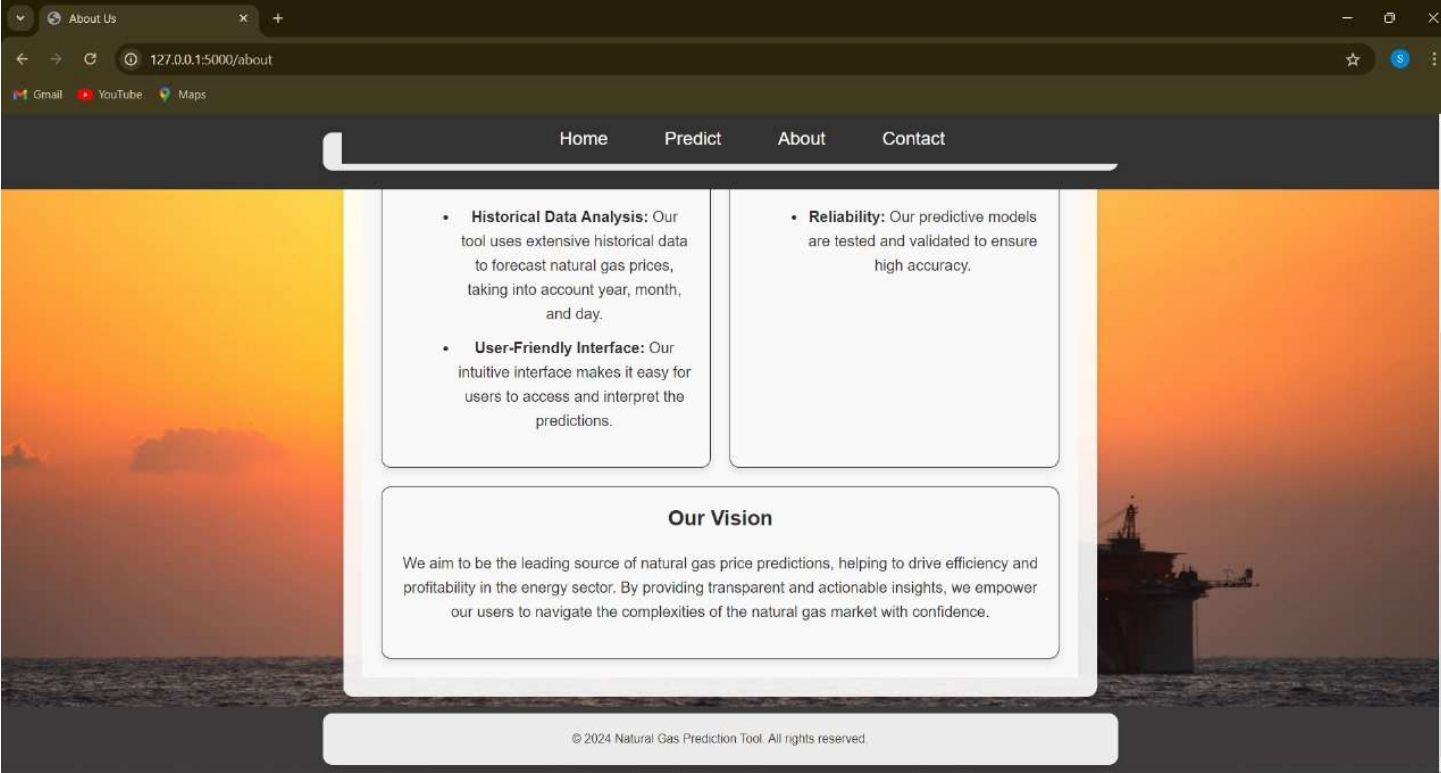 About Us
127.0.0.1:5000/about
S
Gmail YouTube Maps
Home Predict About Contact
• Historical Data Analysis: Our
tool uses extensive historical data
to forecast natural gas prices,
taking into account year, month,
and day.
• User-Friendly Interface: Our
intuitive interface makes it easy for
users to access and interpret the
predictions.
• Reliability: Our predictive models
are tested and validated to ensure
high accuracy.
Our Vision
We aim to be the leading source of natural gas price predictions, helping to drive efficiency and
profitability in the energy sector. By providing transparent and actionable insights, we empower
our users to navigate the complexities of the natural gas market with confidence.
© 2024 Natural Gas Prediction Tool. All rights reserved.